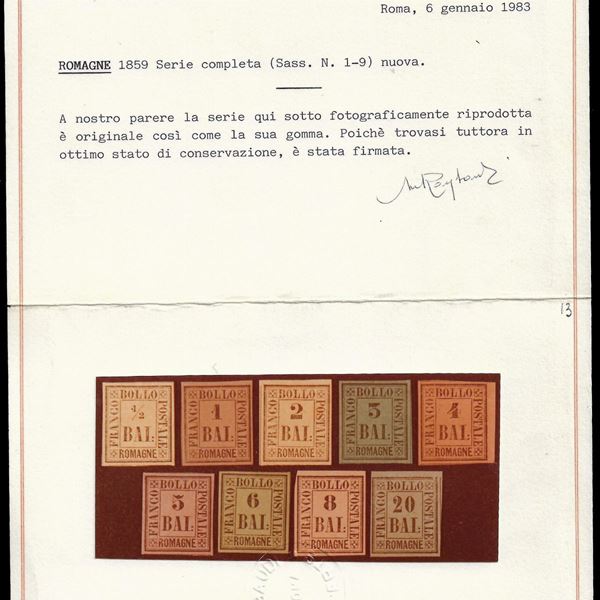 Roma, 6 gennaio 1983
ROMAGNE 1859 Serie completa (Sass. N. 1-9) nuova.
A nostro parere la serie qui sotto fotograficamente riprodotta
è originale così come la sua gomma. Poichè trovasi tuttora in
ottimo stato di conservazione, è stata firmata.
13
FRANCO BOLLO POSTALE ½ BAI: ROMAGNE
FRANCO BOLLO POSTALE 1 BAI: ROMAGNE
FRANCO BOLLO POSTALE 2 BAI: ROMAGNE
FRANCO BOLLO POSTALE 3 BAI: ROMAGNE
FRANCO BOLLO POSTALE 4 BAI: ROMAGNE
FRANCO BOLLO POSTALE 5 BAI: ROMAGNE
FRANCO BOLLO POSTALE 6 BAI: ROMAGNE
FRANCO BOLLO POSTALE 8 BAI: ROMAGNE
FRANCO BOLLO POSTALE 20 BAI: ROMAGNE